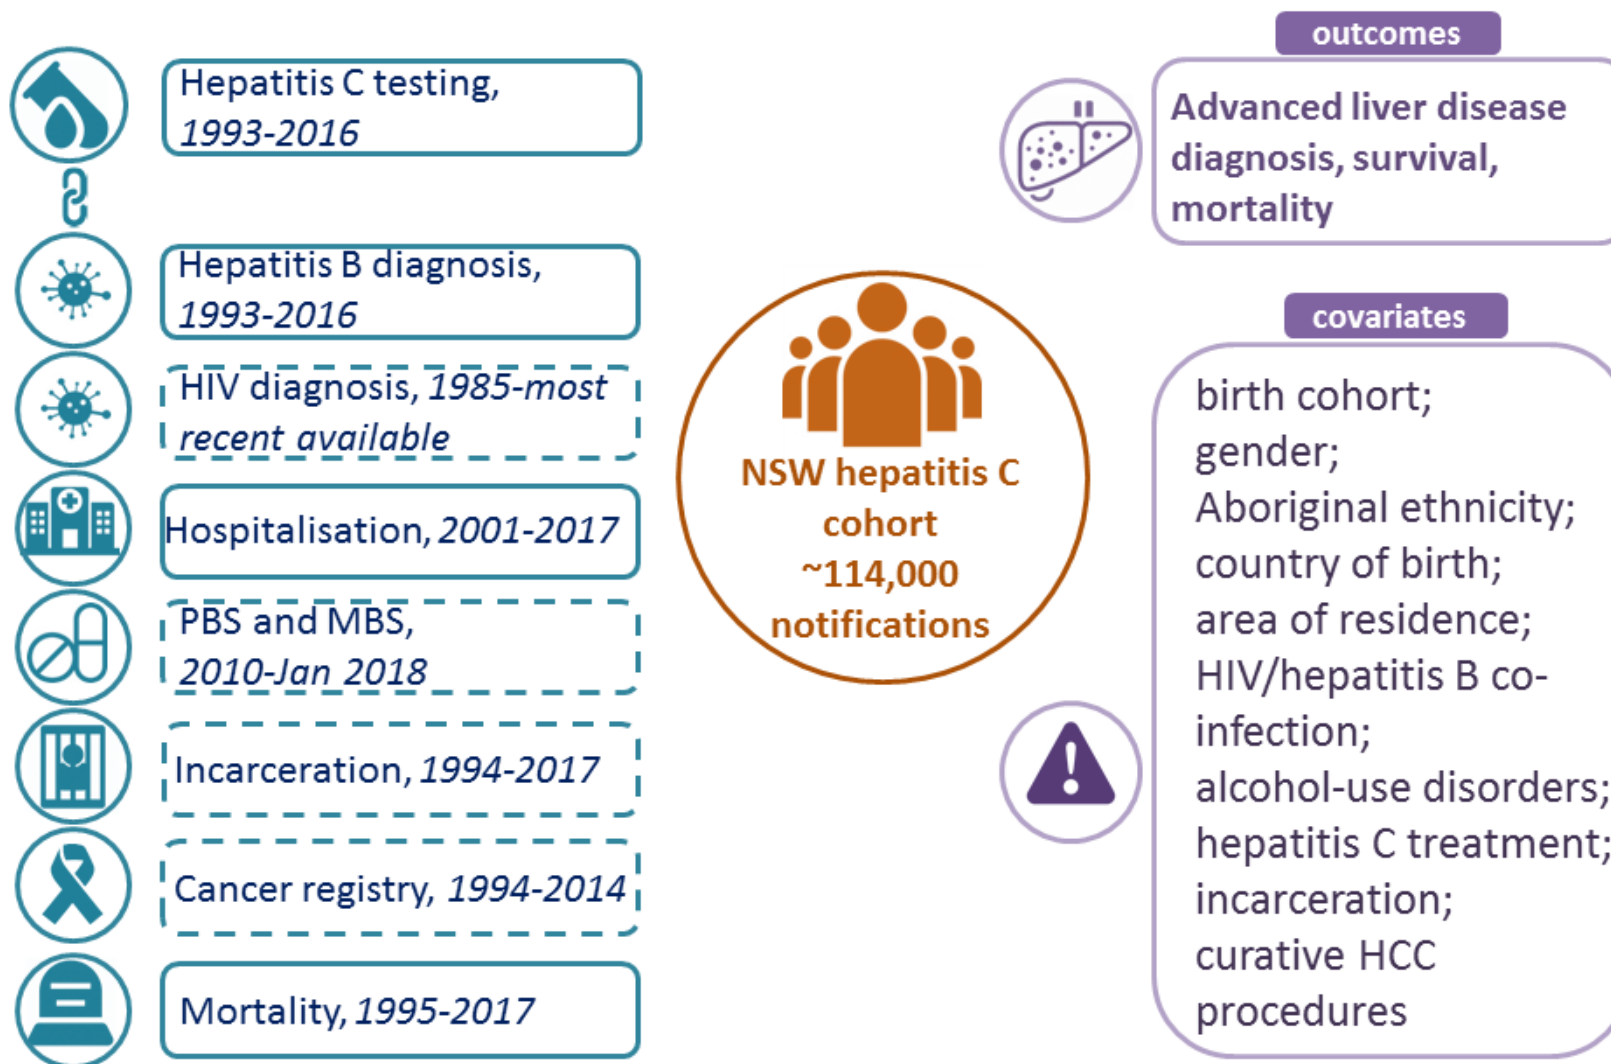 Hepatitis C testing,
1993-2016
Hepatitis B diagnosis,
1993-2016
HIV diagnosis, 1985-most
recent available
Hospitalisation, 2001-2017
PBS and MBS,
2010-Jan 2018
Incarceration, 1994-2017
Cancer registry, 1994-2014
Mortality, 1995-2017
NSW hepatitis C
cohort
~114,000
notifications
outcomes
Advanced liver disease
diagnosis, survival,
mortality
covariates
birth cohort;
gender;
Aboriginal ethnicity;
country of birth;
area of residence;
HIV/hepatitis B co-
infection;
alcohol-use disorders;
hepatitis C treatment;
incarceration;
curative HCC
procedures